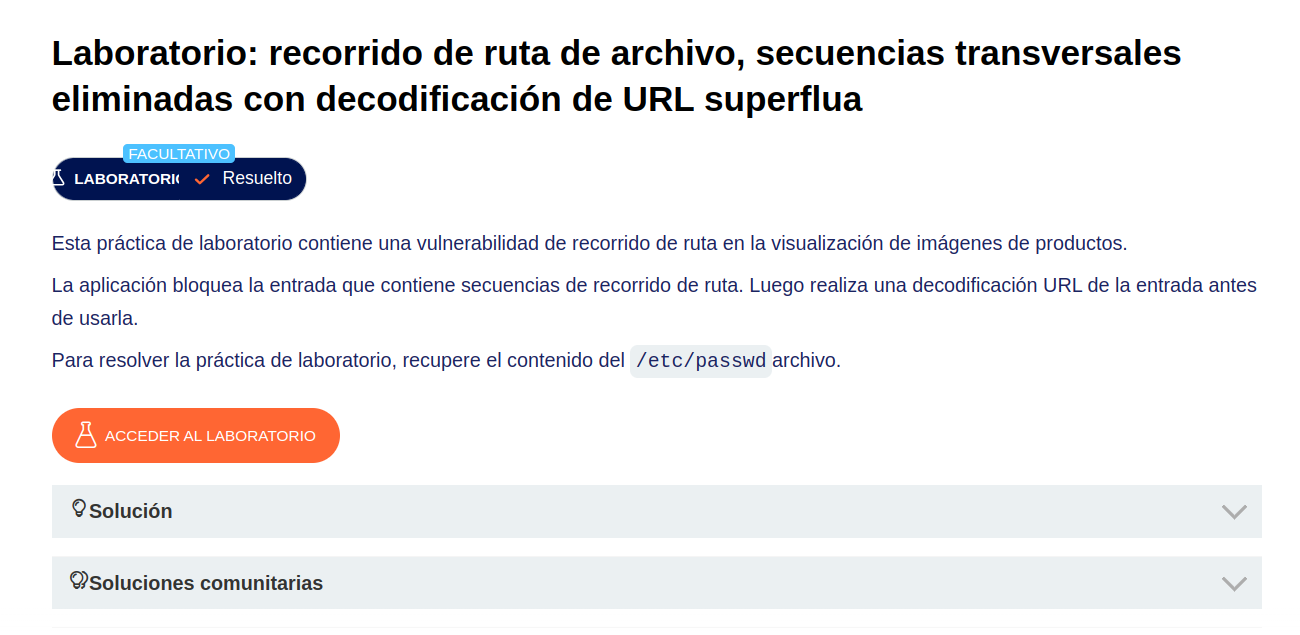 Laboratorio: recorrido de ruta de archivo, secuencias transversales
eliminadas con decodificación de URL superflua
FACULTATIVO
LABORATORIO Resuelto
Esta práctica de laboratorio contiene una vulnerabilidad de recorrido de ruta en la visualización de imágenes de productos.
La aplicación bloquea la entrada que contiene secuencias de recorrido de ruta. Luego realiza una decodificación URL de la entrada antes
de usarla.
Para resolver la práctica de laboratorio, recupere el contenido del /etc/passwd archivo.
ACCEDER AL LABORATORIO
Solución
Soluciones comunitarias